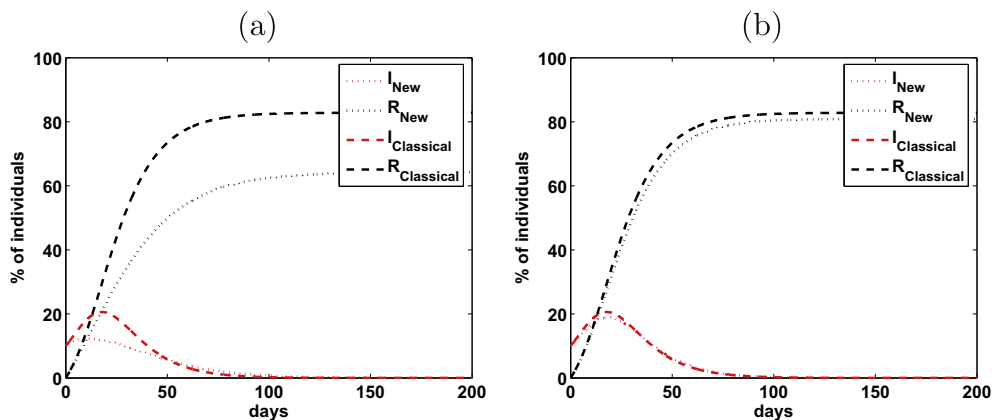 (a)
100
80
60
40
20
0
0
50
100
150
200
% of individuals
days
I_New
R_New
I_Classical
R_Classical
(b)
100
80
60
40
20
0
0
50
100
150
200
% of individuals
days
I_New
R_New
I_Classical
R_Classical